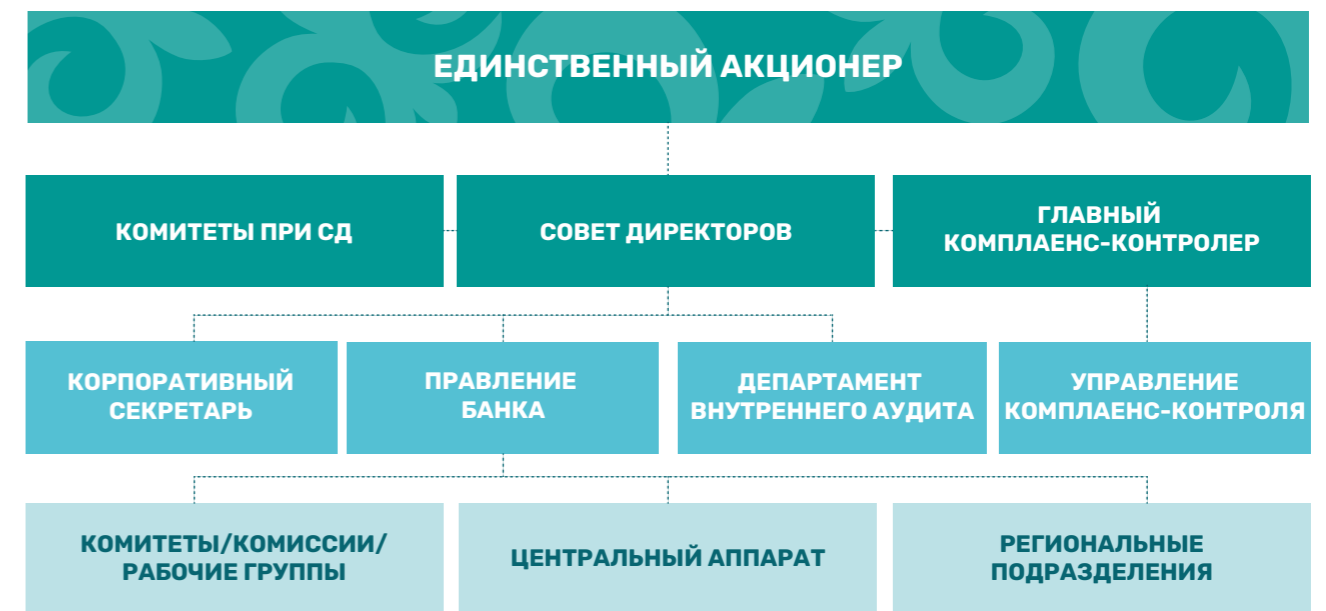 ЕДИНСТВЕННЫЙ АКЦИОНЕР
КОМИТЕТЫ ПРИ СД
СОВЕТ ДИРЕКТОРОВ
ГЛАВНЫЙ
КОМПЛАЕНС-КОНТРОЛЕР
КОРПОРАТИВНЫЙ
СЕКРЕТАРЬ
ПРАВЛЕНИЕ
БАНКА
ДЕПАРТАМЕНТ
ВНУТРЕННЕГО АУДИТА
УПРАВЛЕНИЕ
КОМПЛАЕНС-КОНТРОЛЯ
КОМИТЕТЫ/КОМИССИИ/
РАБОЧИЕ ГРУППЫ
ЦЕНТРАЛЬНЫЙ АППАРАТ
РЕГИОНАЛЬНЫЕ
ПОДРАЗДЕЛЕНИЯ